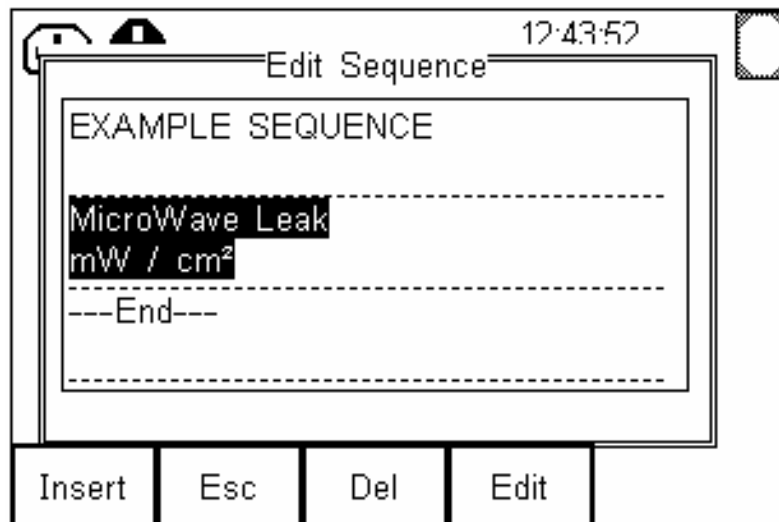 12:43:52
Edit Sequence
EXAMPLE SEQUENCE
MicroWave Leak
mW / cm²
---End---
Insert Esc Del Edit